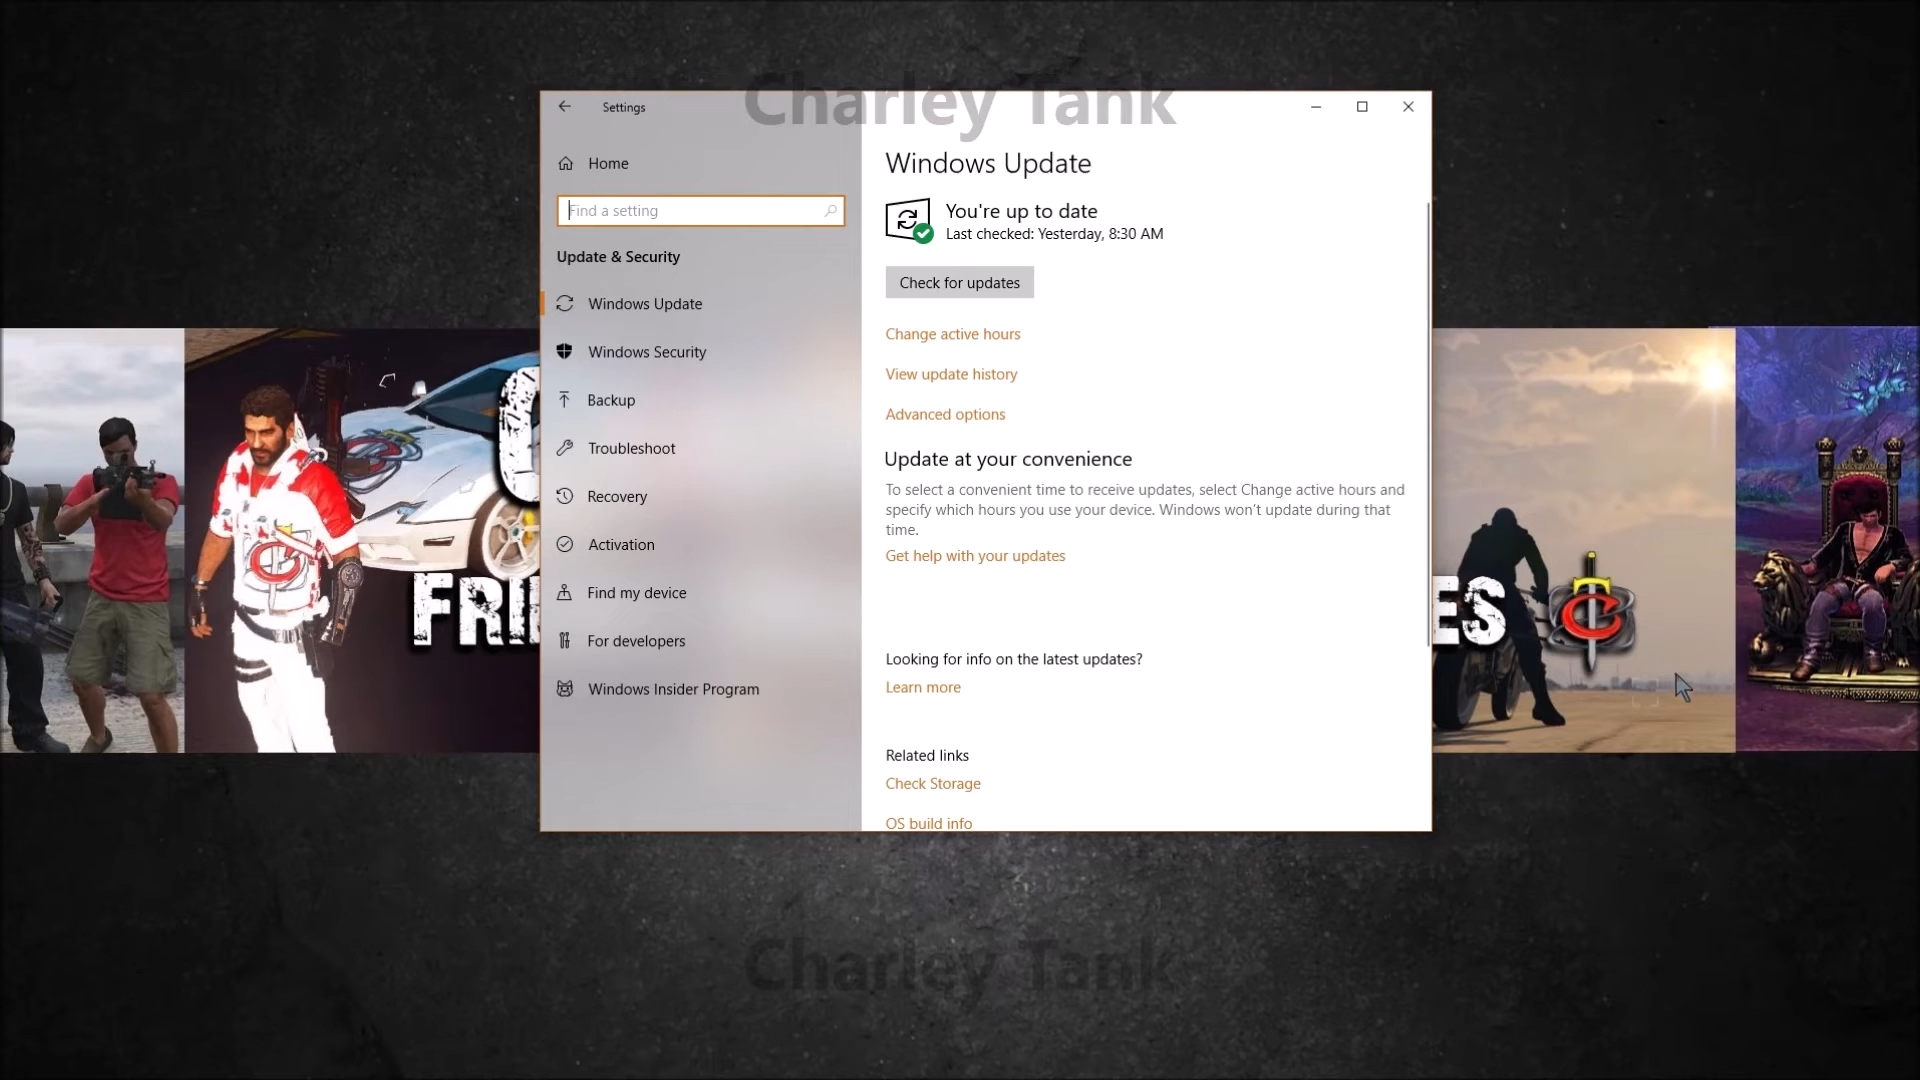 Charley Tank
Settings
Home
Find a setting
Update & Security
Windows Update
Windows Security
Backup
Troubleshoot
Recovery
Activation
Find my device
For developers
Windows Insider Program
Windows Update
You're up to date
Last checked: Yesterday, 8:30 AM
Check for updates
Change active hours
View update history
Advanced options
Update at your convenience
To select a convenient time to receive updates, select Change active hours and
specify which hours you use your device. Windows won't update during that
time.
Get help with your updates
Looking for info on the latest updates?
Learn more
Related links
Check Storage
OS build info
FRI
ES
Charley Tank